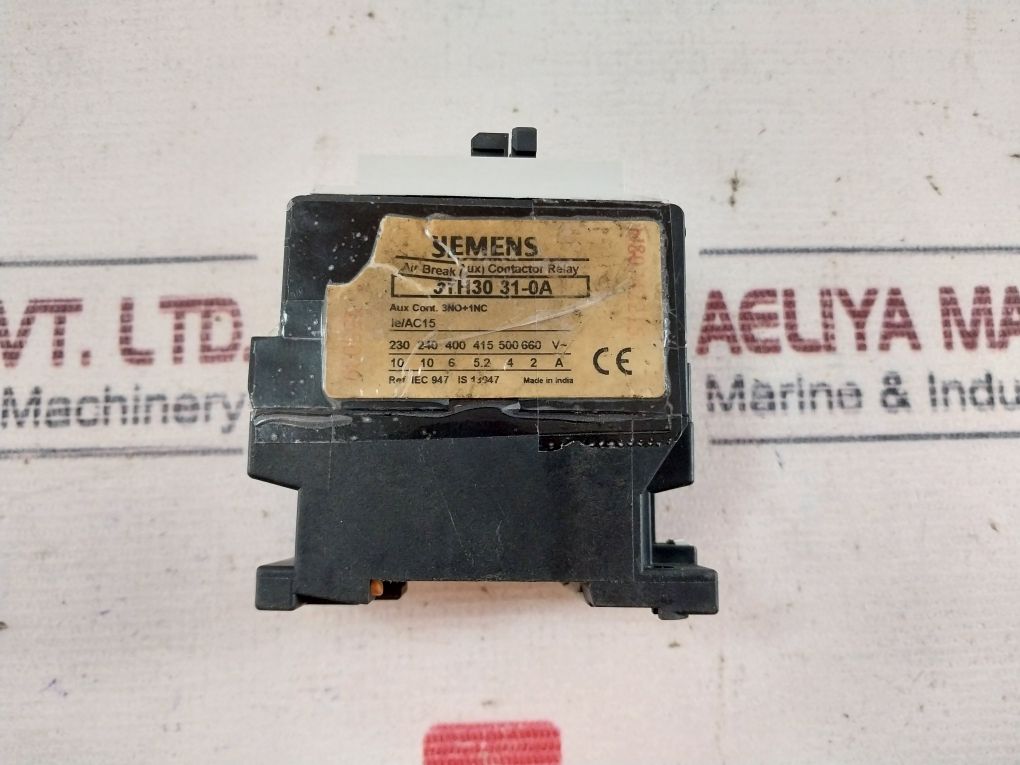 SIEMENS
Air Break (Aux) Contactor Relay
3TH30 31-0A
Aux Cont. 3NO+1NC
Ie/AC15
230 240 400 415 500 660 V~
10 10 6 5.2 4 2 A
Ref. IEC 947 IS 13947 Made in India
CE
VT. LTD.
Machinery
AELIYA MA
Marine & Indu